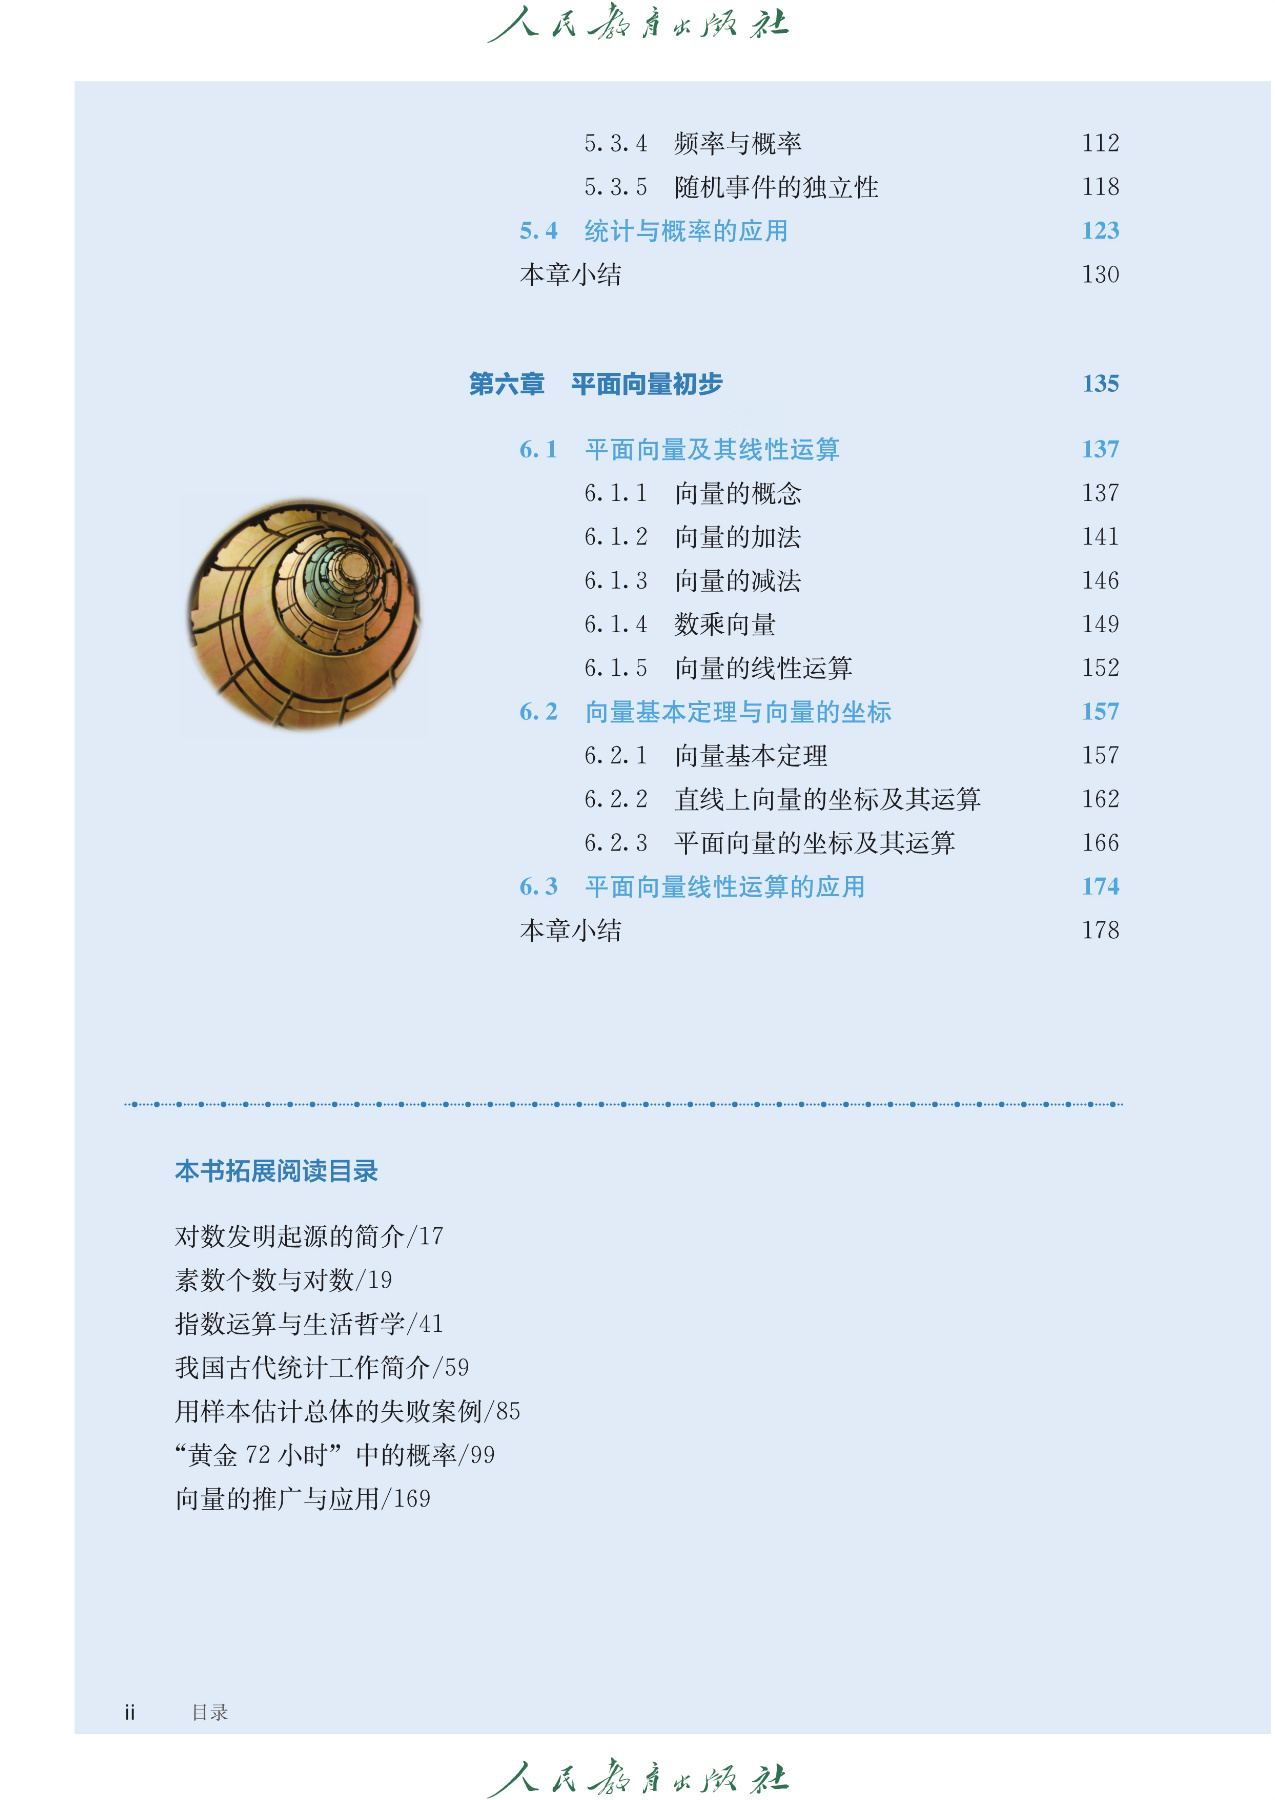 人民教育出版社
5.3.4 频率与概率 112
5.3.5 随机事件的独立性 118
5.4 统计与概率的应用 123
本章小结 130
第六章 平面向量初步 135
6.1 平面向量及其线性运算 137
6.1.1 向量的概念 137
6.1.2 向量的加法 141
6.1.3 向量的减法 146
6.1.4 数乘向量 149
6.1.5 向量的线性运算 152
6.2 向量基本定理与向量的坐标 157
6.2.1 向量基本定理 157
6.2.2 直线上向量的坐标及其运算 162
6.2.3 平面向量的坐标及其运算 166
6.3 平面向量线性运算的应用 174
本章小结 178
本书拓展阅读目录
对数发明起源的简介/17
素数个数与对数/19
指数运算与生活哲学/41
我国古代统计工作简介/59
用样本估计总体的失败案例/85
“黄金 72 小时”中的概率/99
向量的推广与应用/169
ii 目录
人民教育出版社